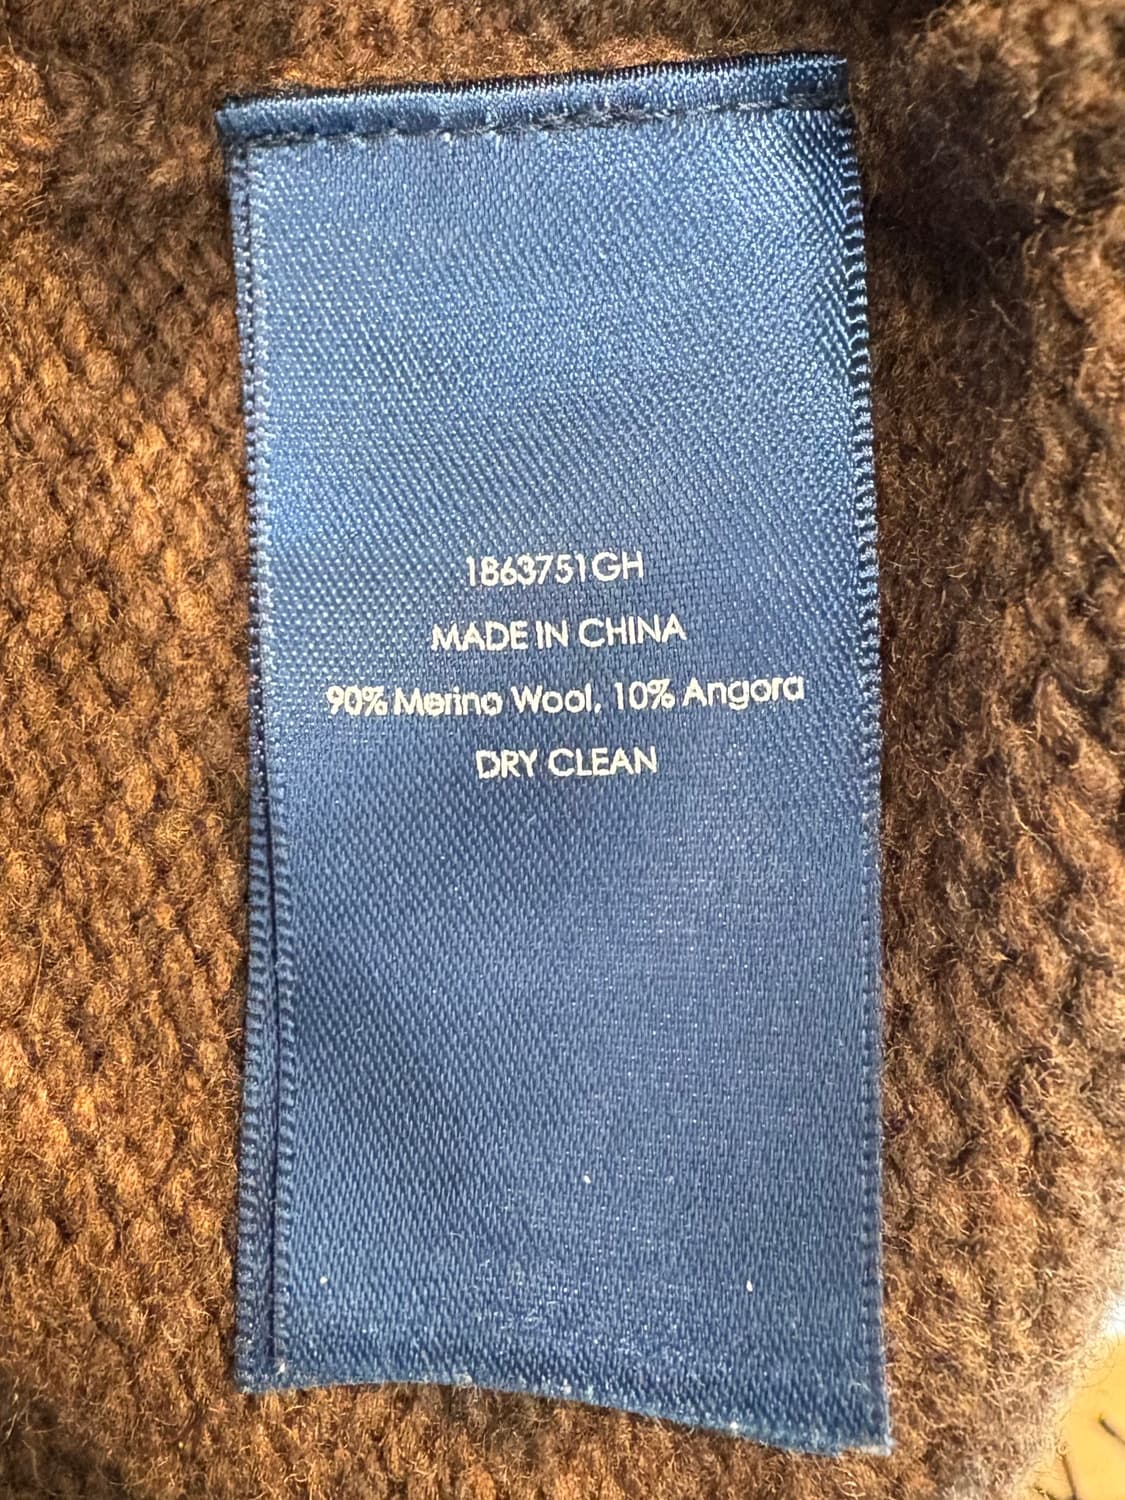 1863751GH
MADE IN CHINA
90% Merino Wool, 10% Angora
DRY CLEAN